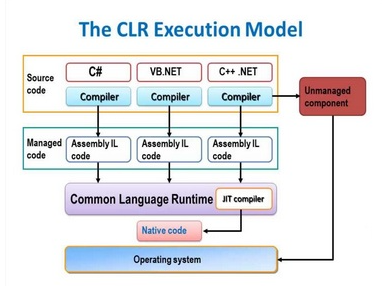 The CLR Execution Model
Source
code
C#
VB.NET
C++ .NET
Compiler
Compiler
Compiler
Unmanaged
component
Managed
code
Assembly IL
code
Assembly IL
code
Assembly IL
code
Common Language Runtime
JIT compiler
Native code
Operating system